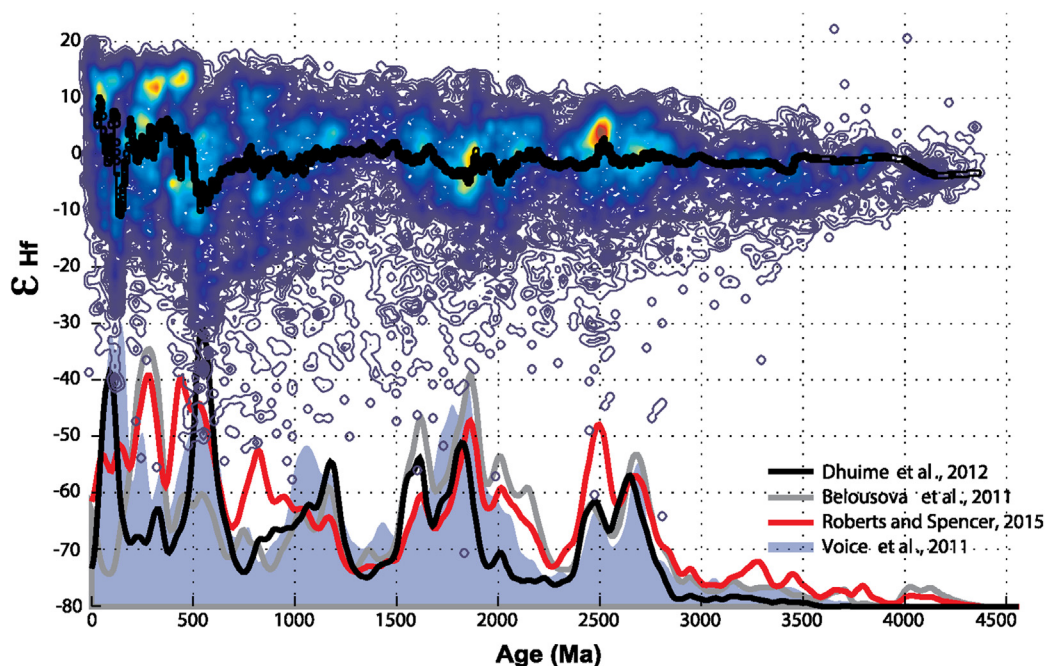 20
10
0
-10
-20
-30
-40
-50
-60
-70
-80
ε Hf
0 500 1000 1500 2000 2500 3000 3500 4000 4500
Age (Ma)
Dhuime et al., 2012
Belousova et al., 2011
Roberts and Spencer, 2015
Voice et al., 2011